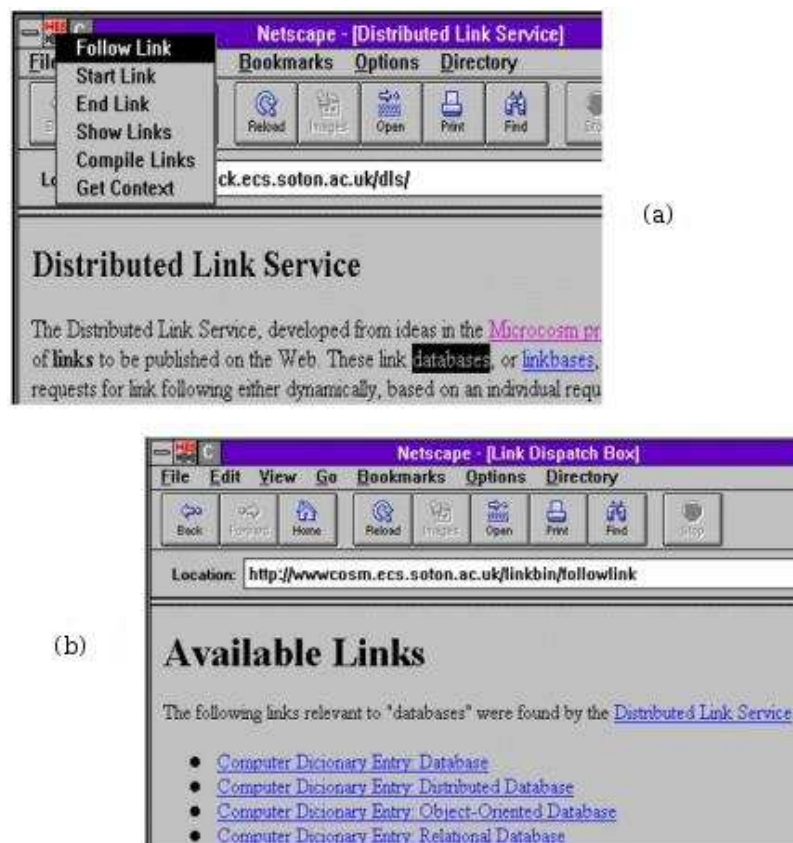 Netscape - [Distributed Link Service]
Bookmarks Options Directory
Follow Link
Start Link
End Link
Show Links
Compile Links
Get Context
Reload Images Open Print Find
ck.ecs.soton.ac.uk/dls/
(a)
Distributed Link Service
The Distributed Link Service, developed from ideas in the Microcosm pr
of links to be published on the Web. These link databases, or linkbases,
requests for link following either dynamically, based on an individual requ
Netscape - [Link Dispatch Box]
File Edit View Go Bookmarks Options Directory
Back Forward Home Reload Images Open Print Find Stop
Location: http://wwwcosm.ecs.soton.ac.uk/linkbin/followlink
(b)
Available Links
The following links relevant to "databases" were found by the Distributed Link Service
Computer Dicionary Entry: Database
Computer Dicionary Entry: Distributed Database
Computer Dicionary Entry: Object-Oriented Database
Computer Dicionary Entry: Relational Database